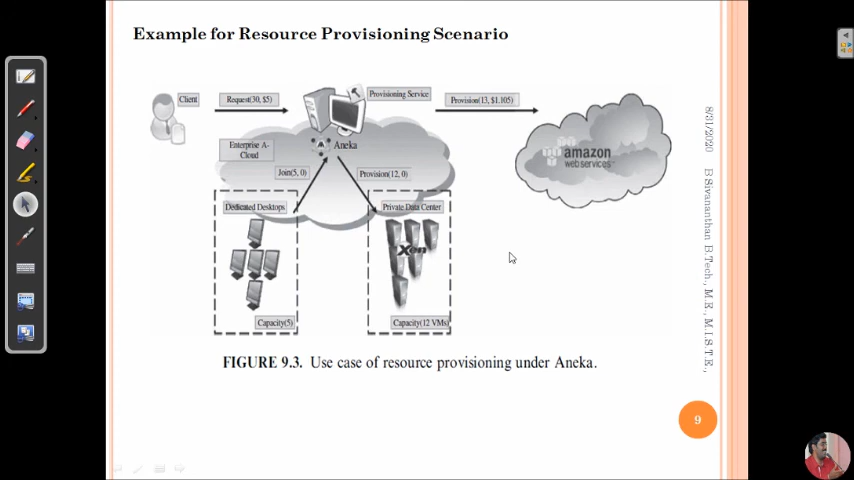 Example for Resource Provisioning Scenario
Client
Request(30, $5)
Provisioning Service
Provision(13, $1.105)
Enterprise A-
Cloud
Aneka
Join(5, 0)
Provision(12, 0)
amazon
web services
Dedicated Desktops
Private Data Center
Xen
Capacity(5)
Capacity(12 VMs)
FIGURE 9.3. Use case of resource provisioning under Aneka.
8/31/2020 B Sivananthan B.Tech., M.E., M.I.S.T.E.,
9